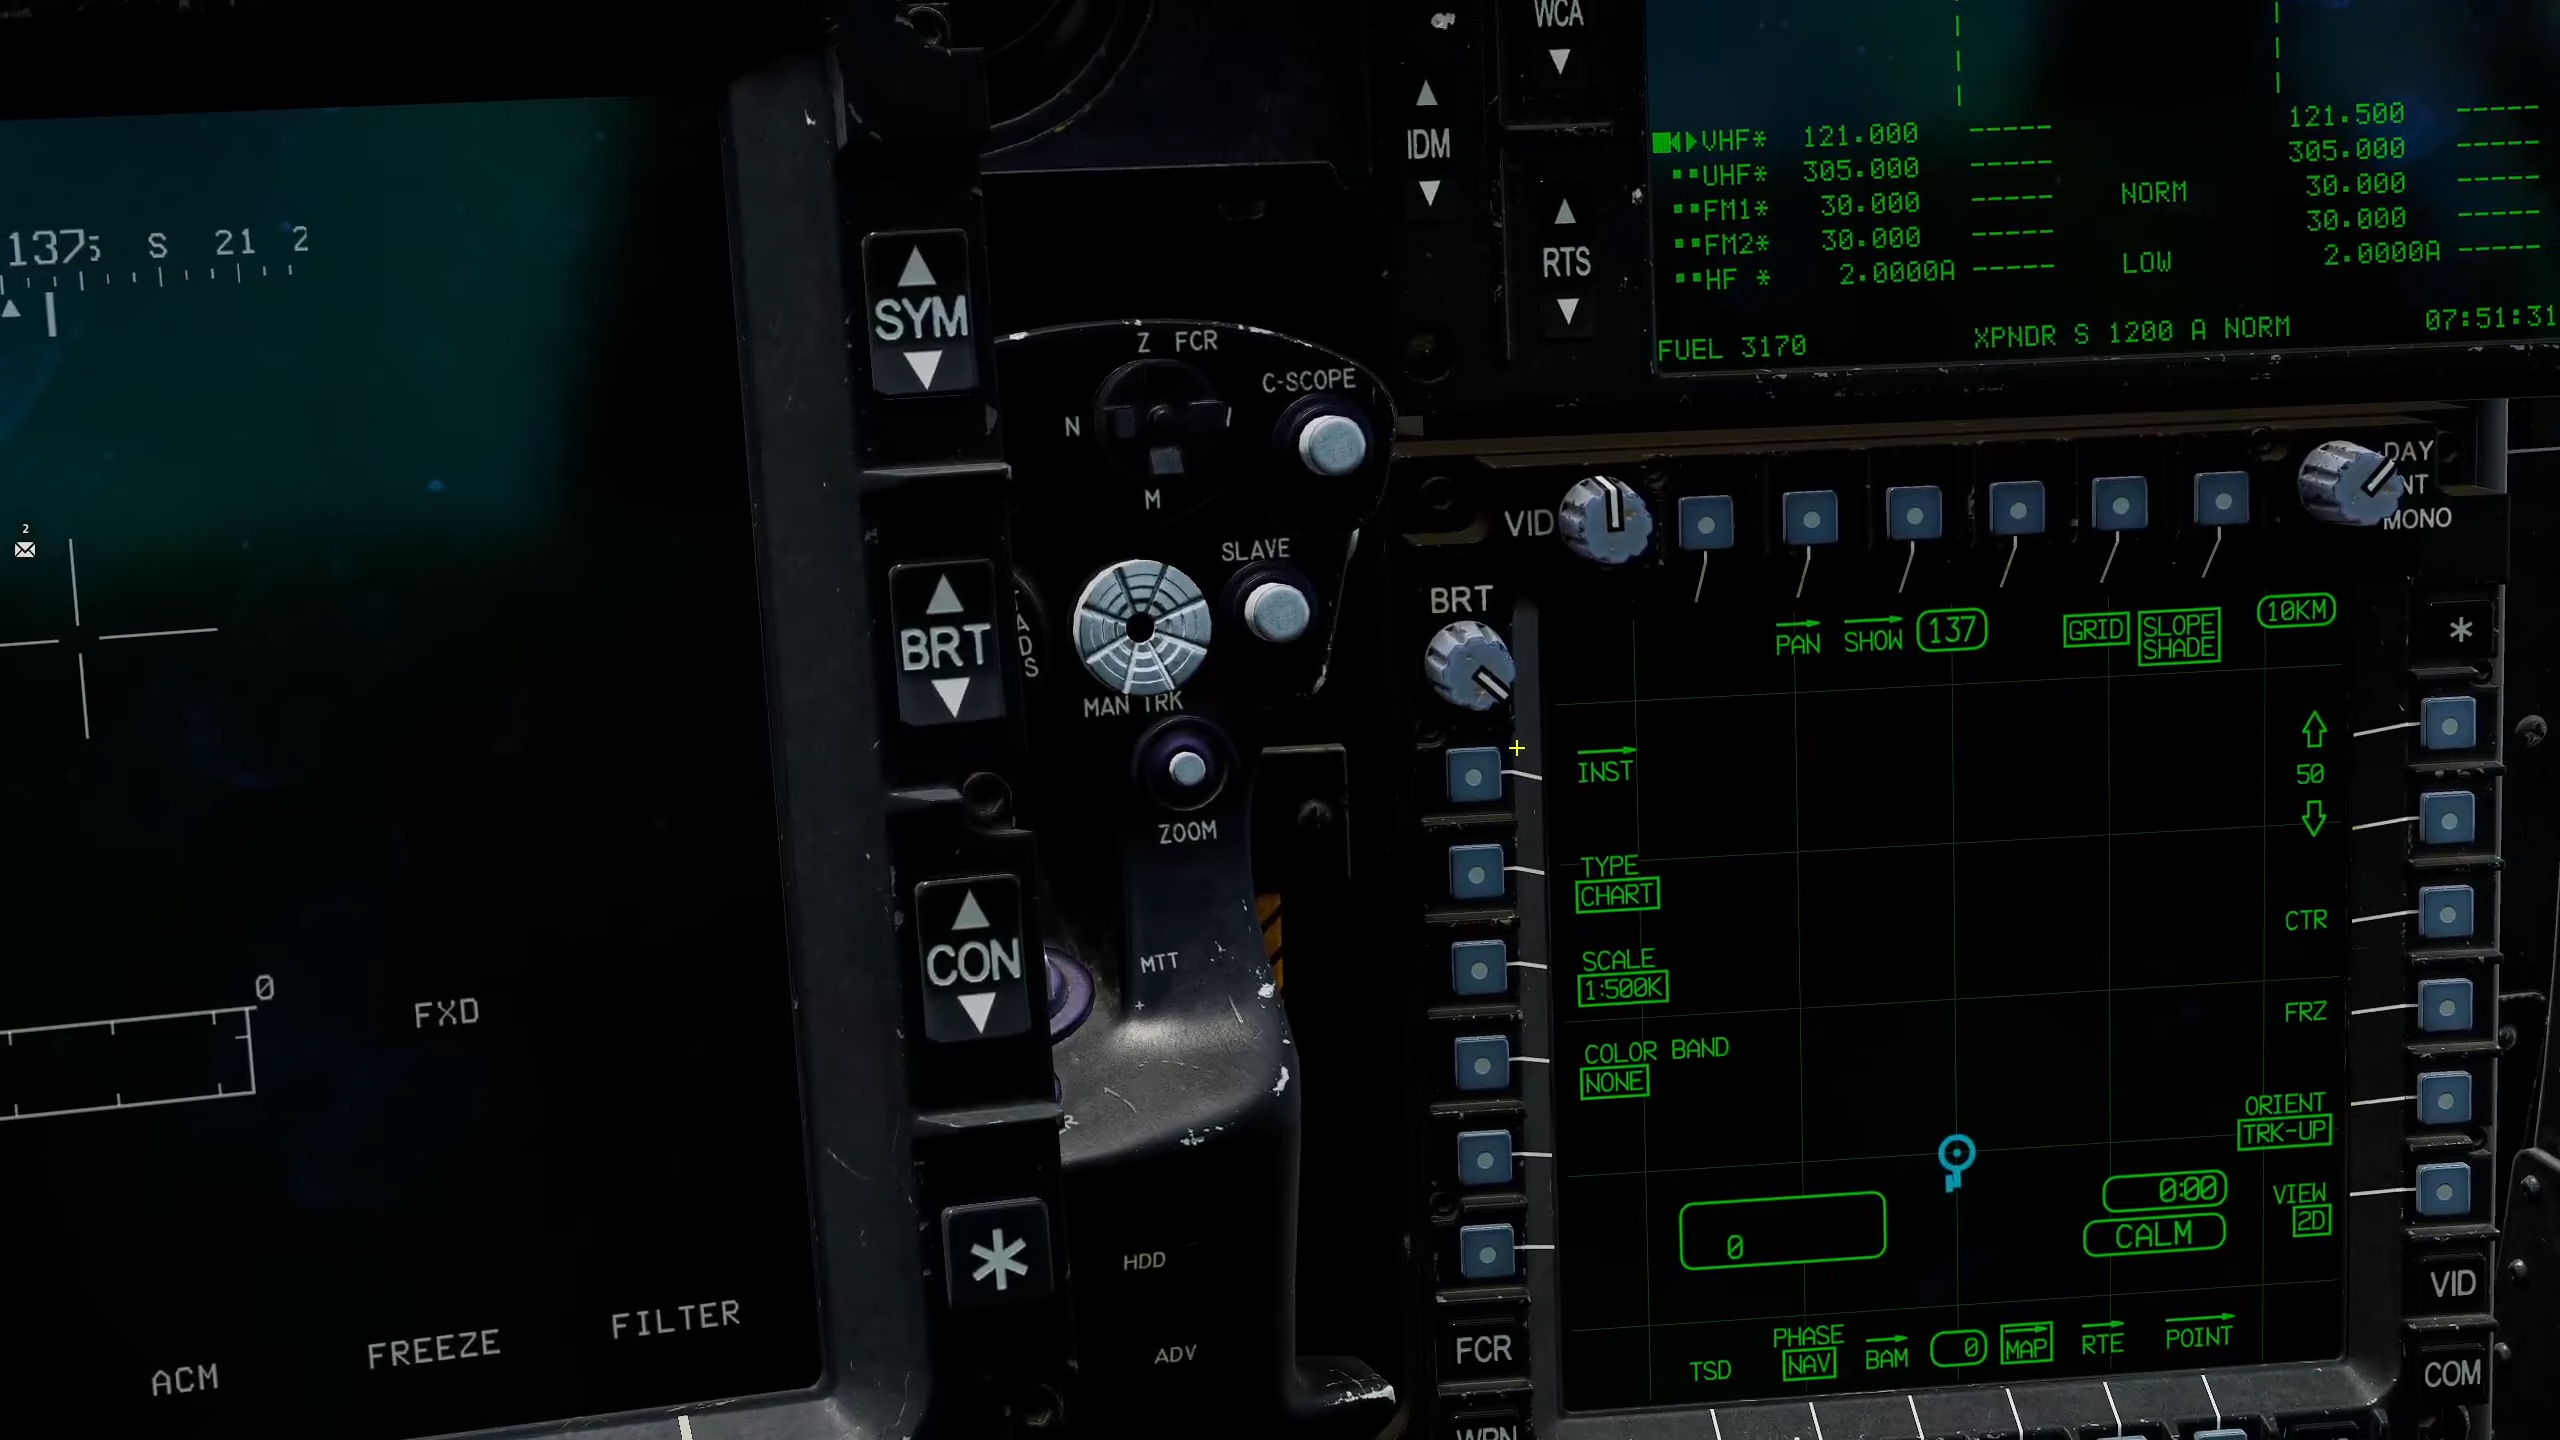 WCA
IDM
RTS
VHF* 121.000 ----- 121.500 -----
UHF* 305.000 ----- 305.000 -----
FM1* 30.000 ----- NORM 30.000 -----
FM2* 30.000 ----- 30.000 -----
HF * 2.0000A ----- LOW 2.0000A -----
FUEL 3170 XPNDR S 1200 A NORM 07:51:31
137 S 21 2
SYM
Z FCR
C-SCOPE
N
M
SLAVE
BRT
MAN TRK
ZOOM
CON
MTT
HDD
ADV
2
0
FXD
ACM FREEZE FILTER
VID
DAY
NT
MONO
BRT
PAN SHOW 137 GRID SLOPE SHADE 10KM
INST
50
TYPE
CHART
CTR
SCALE
1:500K
FRZ
COLOR BAND
NONE
ORIENT
TRK-UP
0:00
VIEW
2D
0
CALM
PHASE
TSD NAV BAM 0 MAP RTE POINT
FCR
VID
COM